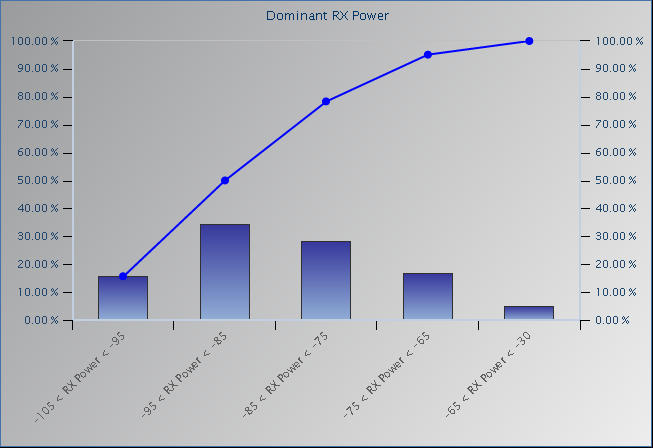 Dominant RX Power
100.00 % 100.00 %
90.00 % 90.00 %
80.00 % 80.00 %
70.00 % 70.00 %
60.00 % 60.00 %
50.00 % 50.00 %
40.00 % 40.00 %
30.00 % 30.00 %
20.00 % 20.00 %
10.00 % 10.00 %
0.00 % 0.00 %
-105 < RX Power < -95
-95 < RX Power < -85
-85 < RX Power < -75
-75 < RX Power < -65
-65 < RX Power < -30